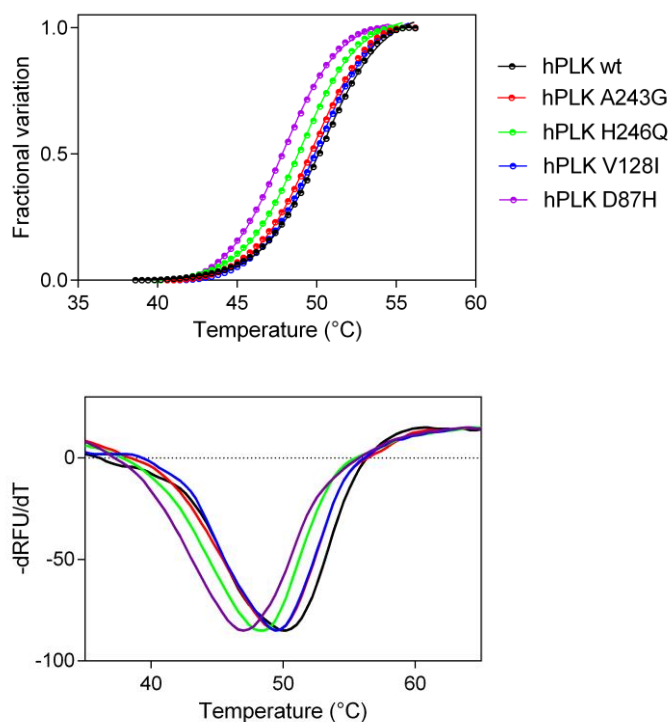 1.0
0.5
0.0
Fractional variation
35 40 45 50 55 60
Temperature (°C)
hPLK wt
hPLK A243G
hPLK H246Q
hPLK V128I
hPLK D87H
0
-50
-100
-dRFU/dT
40 50 60
Temperature (°C)